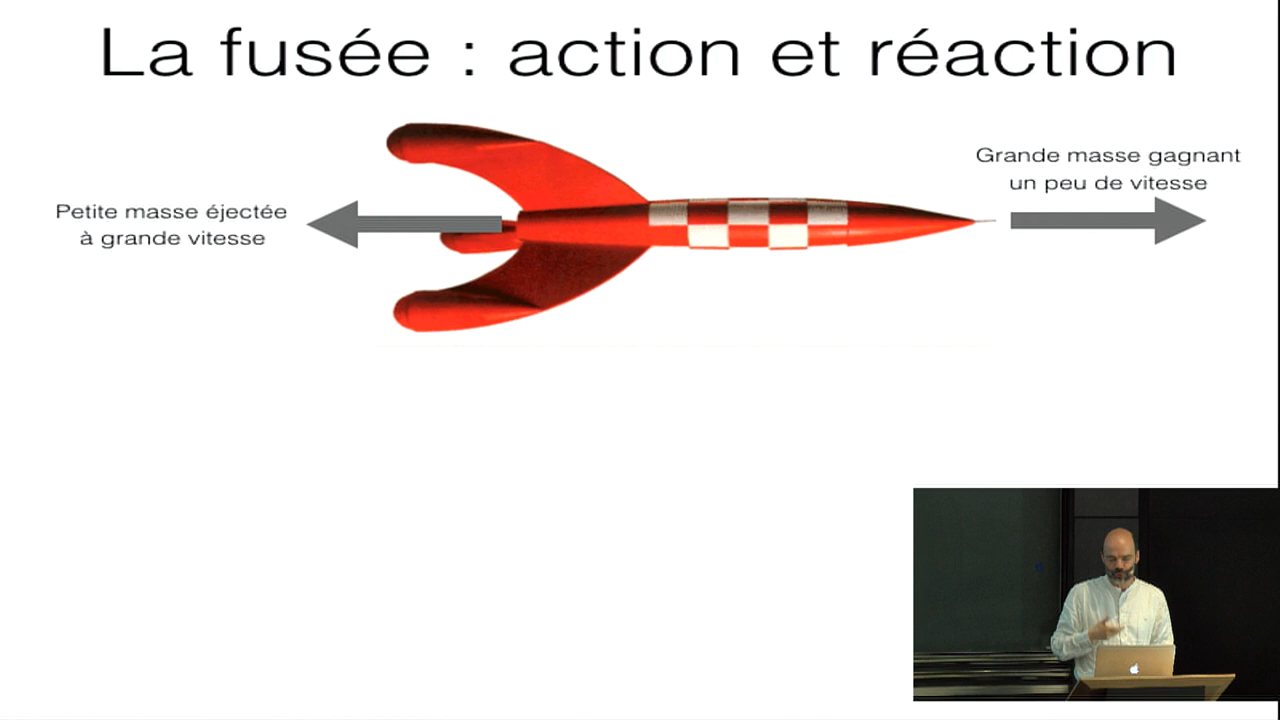 La fusée : action et réaction
Petite masse éjectée
à grande vitesse
Grande masse gagnant
un peu de vitesse